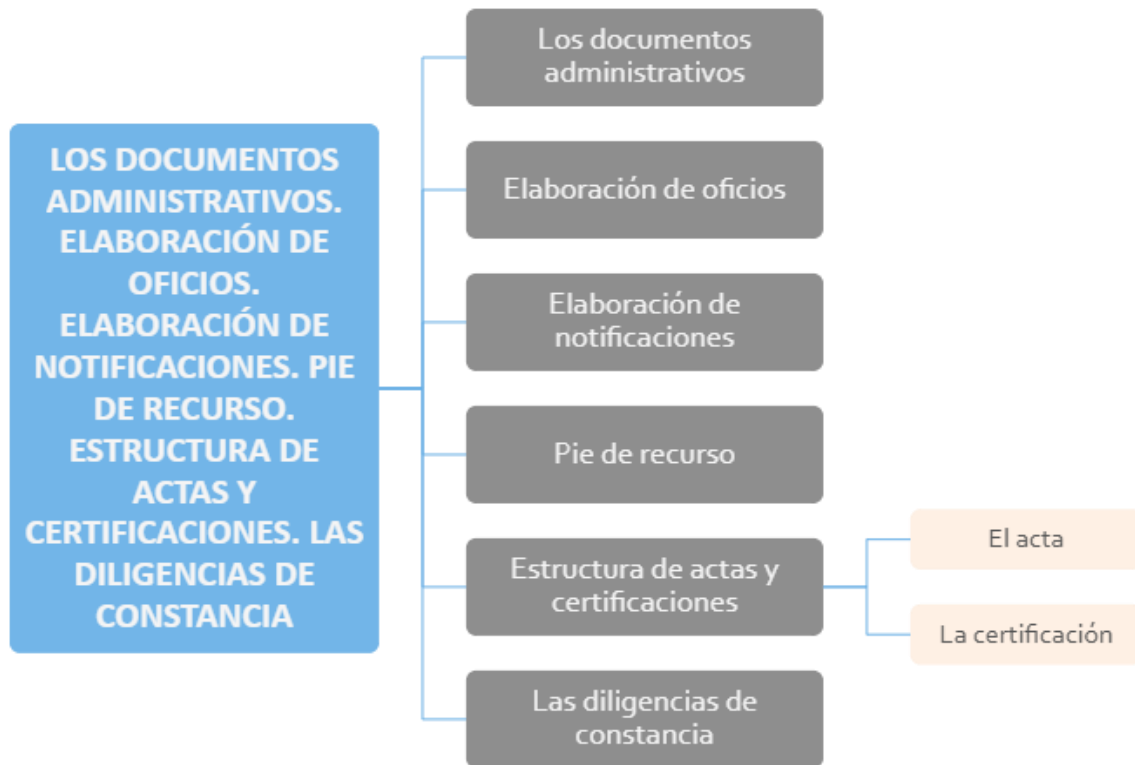 LOS DOCUMENTOS
ADMINISTRATIVOS.
ELABORACIÓN DE
OFICIOS.
ELABORACIÓN DE
NOTIFICACIONES. PIE
DE RECURSO.
ESTRUCTURA DE
ACTAS Y
CERTIFICACIONES. LAS
DILIGENCIAS DE
CONSTANCIA
Los documentos
administrativos
Elaboración de oficios
Elaboración de
notificaciones
Pie de recurso
Estructura de actas y
certificaciones
El acta
La certificación
Las diligencias de
constancia